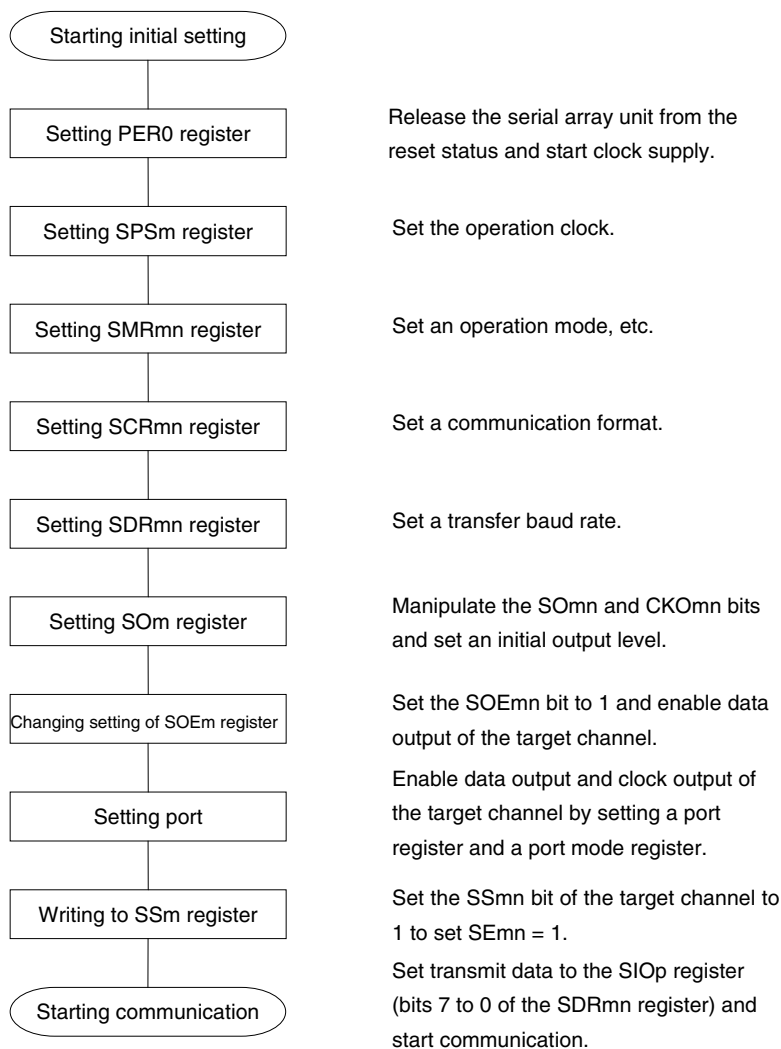 Starting initial setting
Setting PER0 register
Release the serial array unit from the
reset status and start clock supply.
Setting SPSm register
Set the operation clock.
Setting SMRmn register
Set an operation mode, etc.
Setting SCRmn register
Set a communication format.
Setting SDRmn register
Set a transfer baud rate.
Setting SOm register
Manipulate the SOmn and CKOmn bits
and set an initial output level.
Changing setting of SOEm register
Set the SOEmn bit to 1 and enable data
output of the target channel.
Setting port
Enable data output and clock output of
the target channel by setting a port
register and a port mode register.
Writing to SSm register
Set the SSmn bit of the target channel to
1 to set SEmn = 1.
Starting communication
Set transmit data to the SIOp register
(bits 7 to 0 of the SDRmn register) and
start communication.